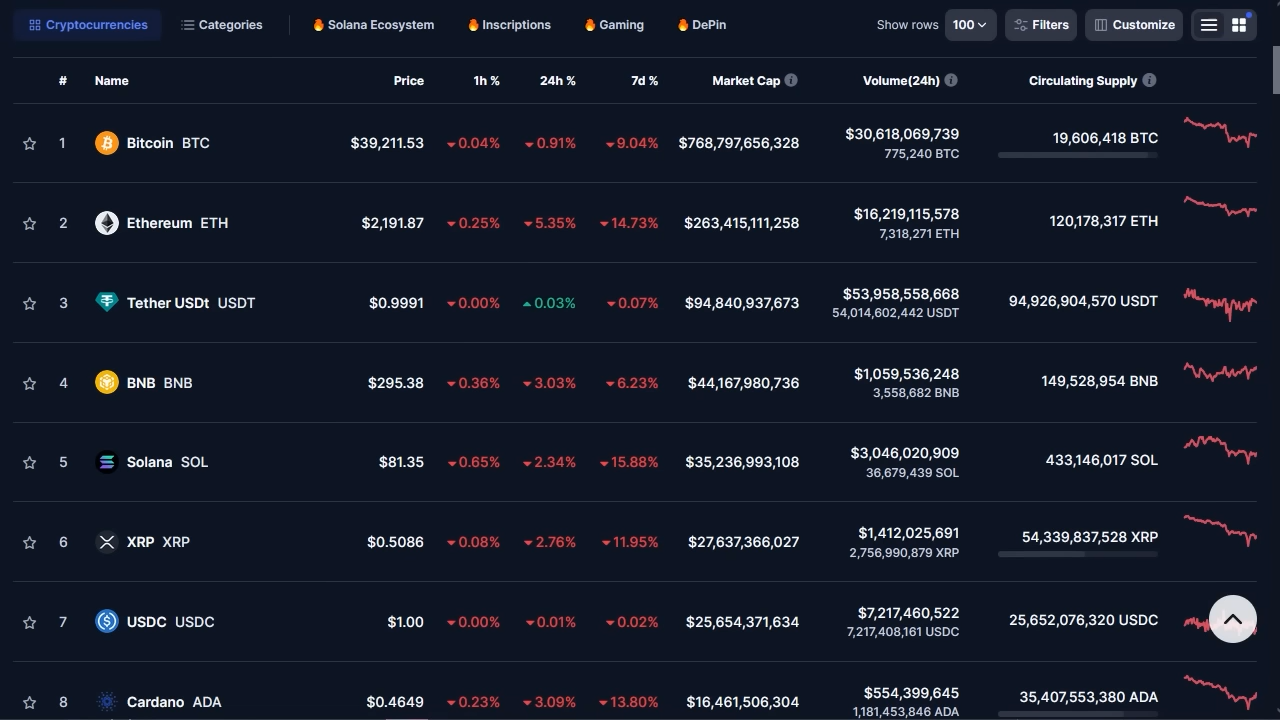 Cryptocurrencies Categories Solana Ecosystem Inscriptions Gaming DePin Show rows 100 Filters Customize
# Name Price 1h % 24h % 7d % Market Cap Volume(24h) Circulating Supply
1 Bitcoin BTC $39,211.53 0.04% 0.91% 9.04% $768,797,656,328 $30,618,069,739 19,606,418 BTC
775,240 BTC
2 Ethereum ETH $2,191.87 0.25% 5.35% 14.73% $263,415,111,258 $16,219,115,578 120,178,317 ETH
7,318,271 ETH
3 Tether USDt USDT $0.9991 0.00% 0.03% 0.07% $94,840,937,673 $53,958,558,668 94,926,904,570 USDT
54,014,602,442 USDT
4 BNB BNB $295.38 0.36% 3.03% 6.23% $44,167,980,736 $1,059,536,248 149,528,954 BNB
3,558,682 BNB
5 Solana SOL $81.35 0.65% 2.34% 15.88% $35,236,993,108 $3,046,020,909 433,146,017 SOL
36,679,439 SOL
6 XRP XRP $0.5086 0.08% 2.76% 11.95% $27,637,366,027 $1,412,025,691 54,339,837,528 XRP
2,756,990,879 XRP
7 USDC USDC $1.00 0.00% 0.01% 0.02% $25,654,371,634 $7,217,460,522 25,652,076,320 USDC
7,217,408,161 USDC
8 Cardano ADA $0.4649 0.23% 3.09% 13.80% $16,461,506,304 $554,399,645 35,407,553,380 ADA
1,181,453,846 ADA